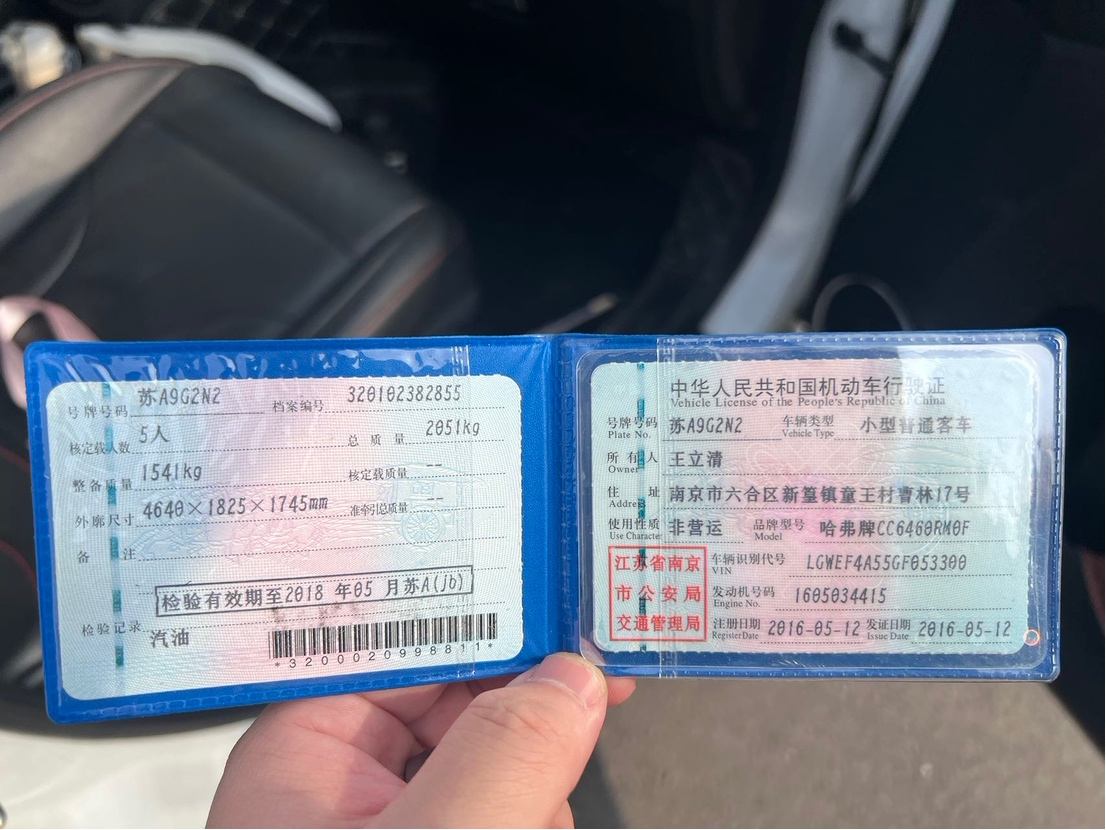 号牌号码 苏A9G2N2 档案编号 320102382855
核定载人数 5人 总质量 2051kg
整备质量 1541kg 核定载质量 --
外廓尺寸 4640×1825×1745mm 准牵引总质量 --
备注
检验有效期至2018年05月苏A(Jb)
检验记录 汽油
*3200020998811*
中华人民共和国机动车行驶证
Vehicle License of the People's Republic of China
号牌号码 苏A9G2N2 车辆类型 小型普通客车
Plate No. Vehicle Type
所有人 王立清
Owner
住址 南京市六合区新篁镇童王村曹林17号
Address
使用性质 非营运 品牌型号 哈弗牌CC6460RM0F
Use Character Model
江苏省南京
市公安局
交通管理局
车辆识别代号 LGWEF4A55GF053300
VIN
发动机号码 1605034415
Engine No.
注册日期 2016-05-12 发证日期 2016-05-12
Register Date Issue Date